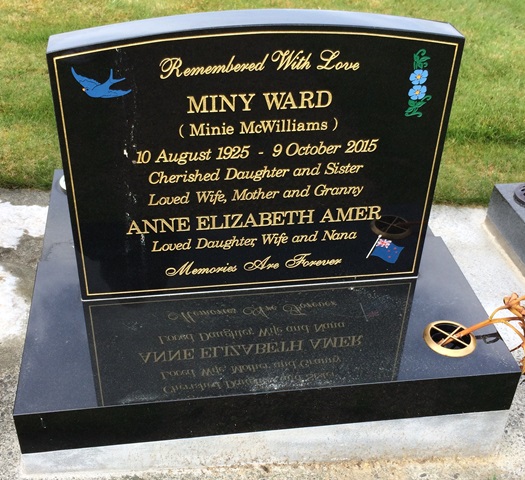 Remembered With Love
MINY WARD
( Minie McWilliams )
10 August 1925 - 9 October 2015
Cherished Daughter and Sister
Loved Wife, Mother and Granny
ANNE ELIZABETH AMER
Loved Daughter, Wife and Nana
Memories Are Forever